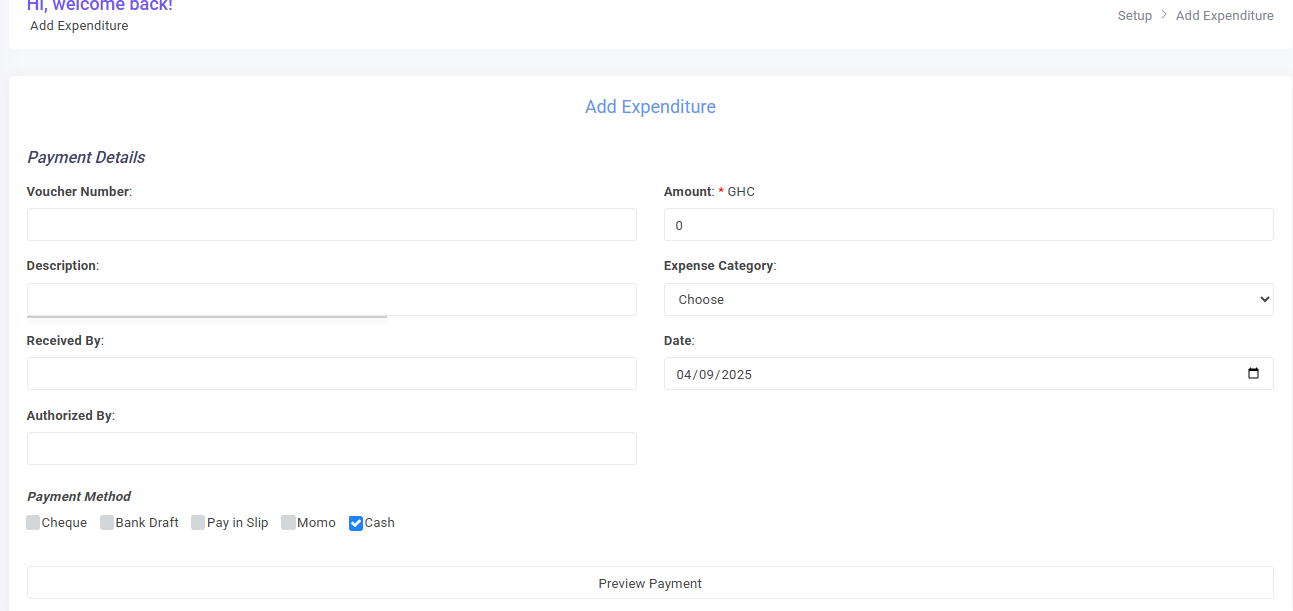 Hi, welcome back!
Add Expenditure
Setup > Add Expenditure
Add Expenditure
Payment Details
Voucher Number:
Amount: * GHC
0
Description:
Expense Category:
Choose
Received By:
Date:
04/09/2025
Authorized By:
Payment Method
Cheque Bank Draft Pay in Slip Momo Cash
Preview Payment